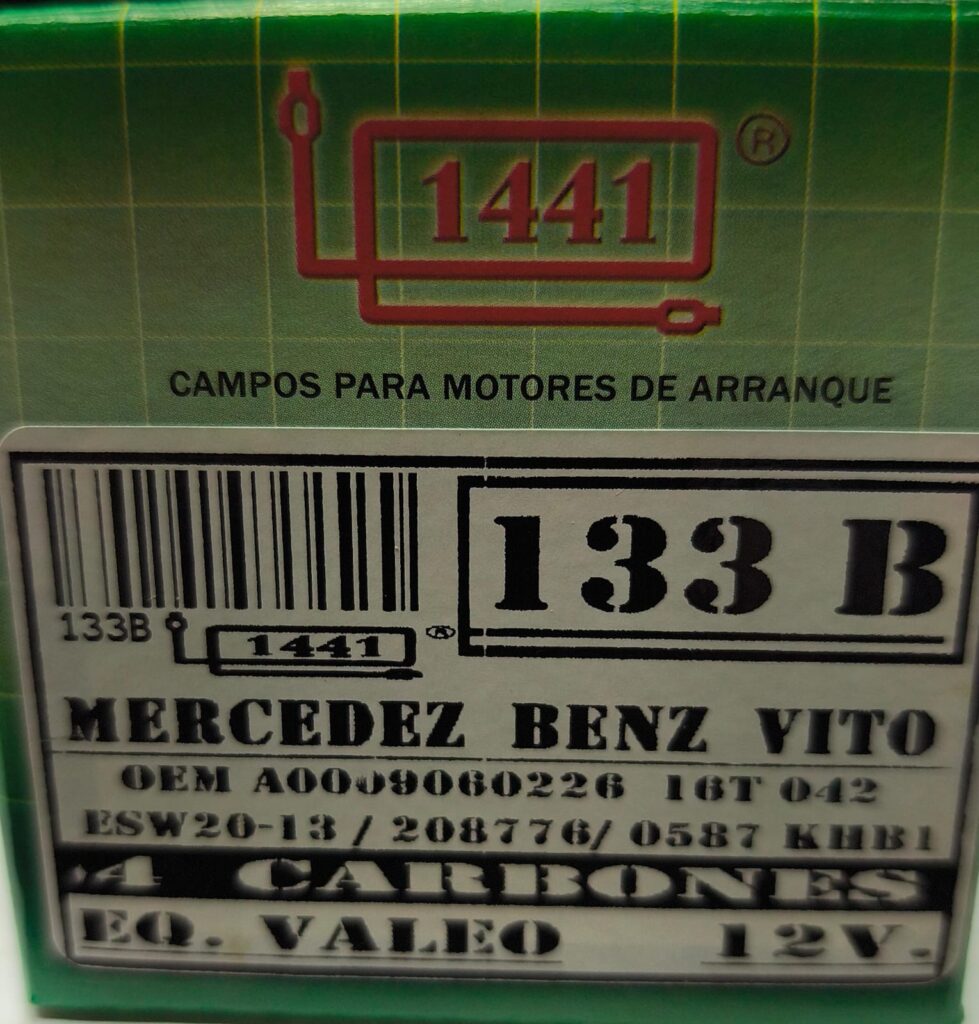 1441 ®
CAMPOS PARA MOTORES DE ARRANQUE
133 B
133B
1441 ®
MERCEDEZ BENZ VITO
OEM A0009060226 16T 042
ESW20-13 / 208776/ 0587 KHB1
4 CARBONES
EQ. VALEO 12V.